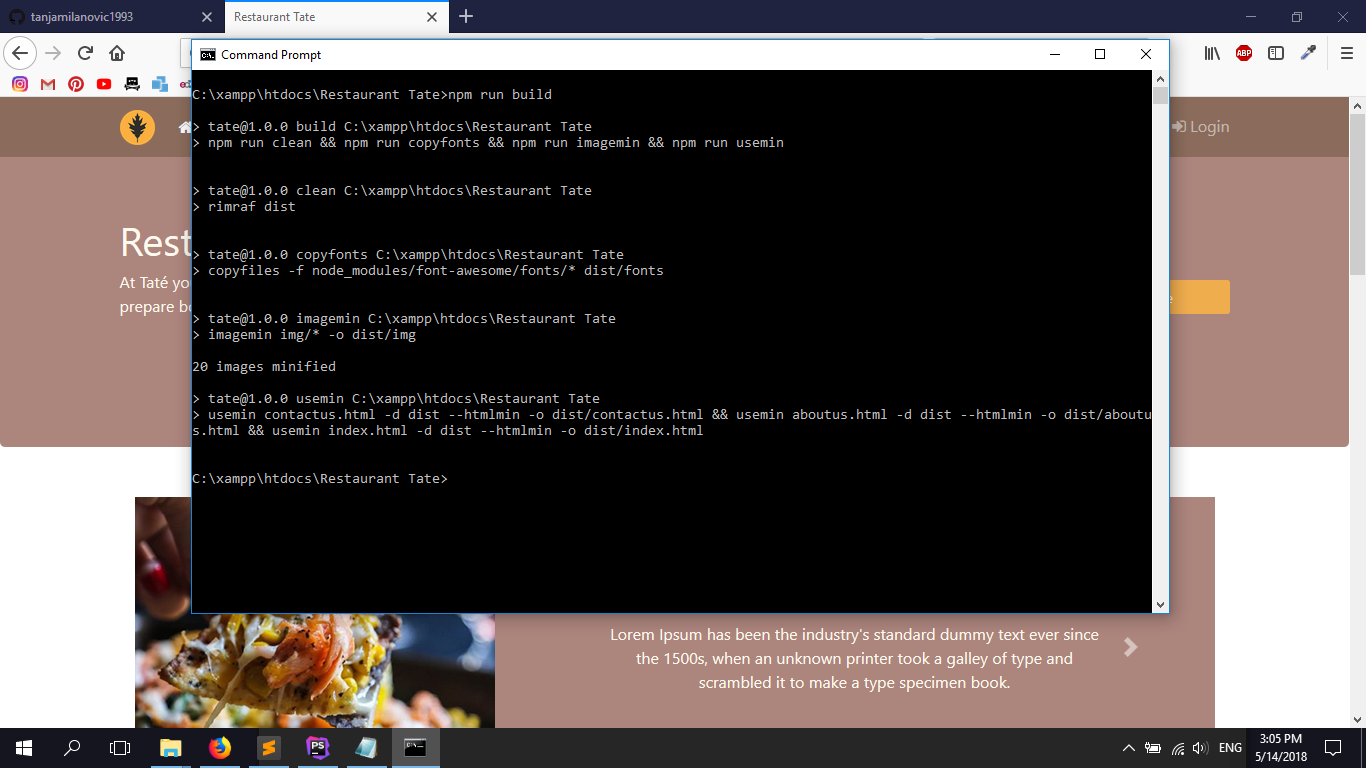 tanjamilanovic1993
Restaurant Tate
Command Prompt
ABP
C:\xampp\htdocs\Restaurant Tate>npm run build
> tate@1.0.0 build C:\xampp\htdocs\Restaurant Tate
> npm run clean && npm run copyfonts && npm run imagemin && npm run usemin
> tate@1.0.0 clean C:\xampp\htdocs\Restaurant Tate
> rimraf dist
> tate@1.0.0 copyfonts C:\xampp\htdocs\Restaurant Tate
> copyfiles -f node_modules/font-awesome/fonts/* dist/fonts
> tate@1.0.0 imagemin C:\xampp\htdocs\Restaurant Tate
> imagemin img/* -o dist/img
20 images minified
> tate@1.0.0 usemin C:\xampp\htdocs\Restaurant Tate
> usemin contactus.html -d dist --htmlmin -o dist/contactus.html && usemin aboutus.html -d dist --htmlmin -o dist/aboutu
s.html && usemin index.html -d dist --htmlmin -o dist/index.html
C:\xampp\htdocs\Restaurant Tate>
Login
Rest
At Taté yo
prepare be
e
Lorem Ipsum has been the industry's standard dummy text ever since
the 1500s, when an unknown printer took a galley of type and
scrambled it to make a type specimen book.
PS
ENG
3:05 PM
5/14/2018